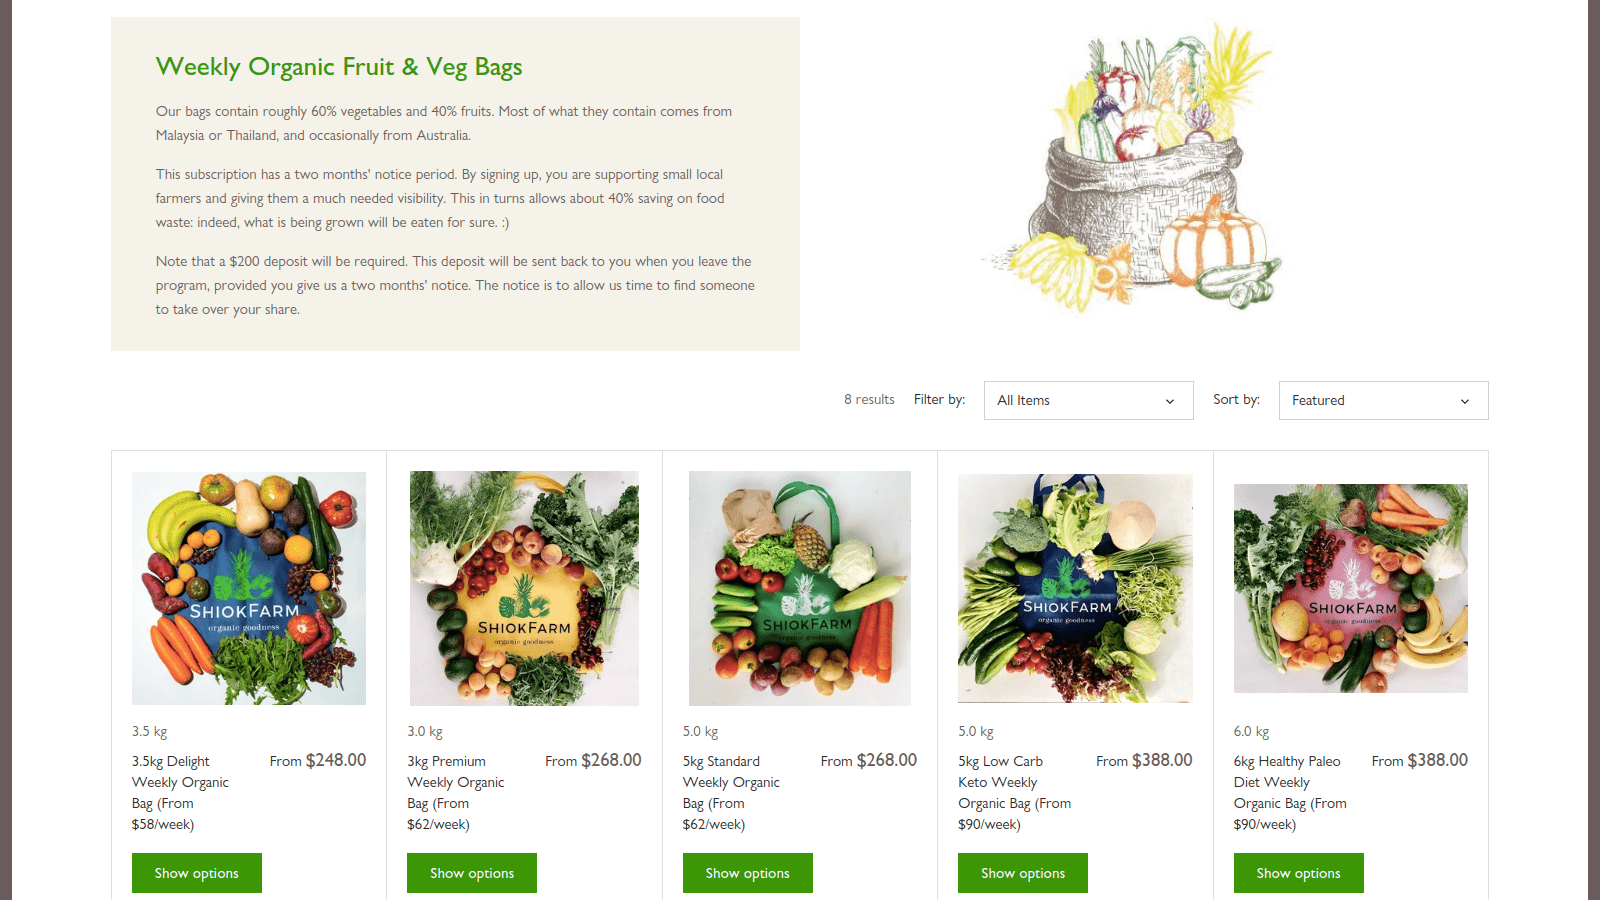 Weekly Organic Fruit & Veg Bags
Our bags contain roughly 60% vegetables and 40% fruits. Most of what they contain comes from
Malaysia or Thailand, and occasionally from Australia.
This subscription has a two months' notice period. By signing up, you are supporting small local
farmers and giving them a much needed visibility. This in turns allows about 40% saving on food
waste: indeed, what is being grown will be eaten for sure. :)
Note that a $200 deposit will be required. This deposit will be sent back to you when you leave the
program, provided you give us a two months' notice. The notice is to allow us time to find someone
to take over your share.
8 results Filter by: All Items Sort by: Featured
SHIOKFARM
organic goodness
SHIOKFARM
organic goodness
SHIOKFARM
organic goodness
SHIOKFARM
organic goodness
SHIOKFARM
organic goodness
3.5 kg
3.5kg Delight
Weekly Organic
Bag (From
$58/week)
From $248.00
Show options
3.0 kg
3kg Premium
Weekly Organic
Bag (From
$62/week)
From $268.00
Show options
5.0 kg
5kg Standard
Weekly Organic
Bag (From
$62/week)
From $268.00
Show options
5.0 kg
5kg Low Carb
Keto Weekly
Organic Bag (From
$90/week)
From $388.00
Show options
6.0 kg
6kg Healthy Paleo
Diet Weekly
Organic Bag (From
$90/week)
From $388.00
Show options